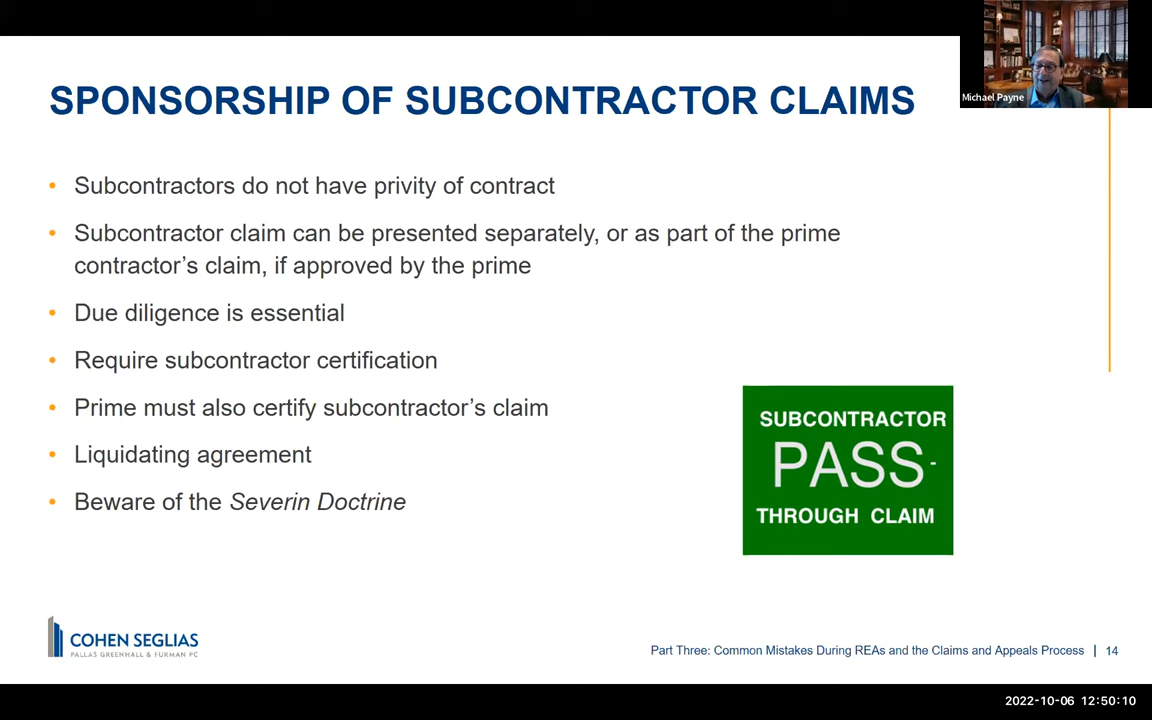 Michael Payne
SPONSORSHIP OF SUBCONTRACTOR CLAIMS
• Subcontractors do not have privity of contract
• Subcontractor claim can be presented separately, or as part of the prime
contractor's claim, if approved by the prime
• Due diligence is essential
• Require subcontractor certification
• Prime must also certify subcontractor's claim
• Liquidating agreement
• Beware of the Severin Doctrine
SUBCONTRACTOR
PASS-
THROUGH CLAIM
COHEN SEGLIAS
PALLAS GREENHALL & FURMAN PC
Part Three: Common Mistakes During REAs and the Claims and Appeals Process | 14
2022-10-06 12:50:10